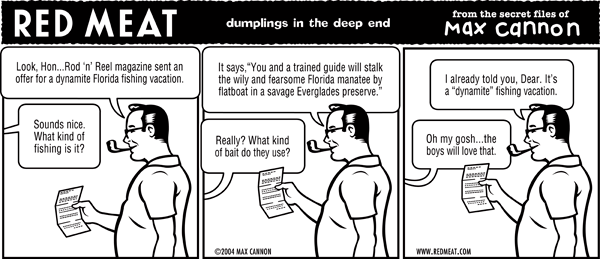 RED MEAT
dumplings in the deep end
from the secret files of
Max cannon
Look, Hon...Rod 'n' Reel magazine sent an
offer for a dynamite Florida fishing vacation.
Sounds nice.
What kind of
fishing is it?
It says, "You and a trained guide will stalk
the wily and fearsome Florida manatee by
flatboat in a savage Everglades preserve."
Really? What kind
of bait do they use?
©2004 MAX CANNON
I already told you, Dear. It's
a "dynamite" fishing vacation.
Oh my gosh...the
boys will love that.
WWW.REDMEAT.COM